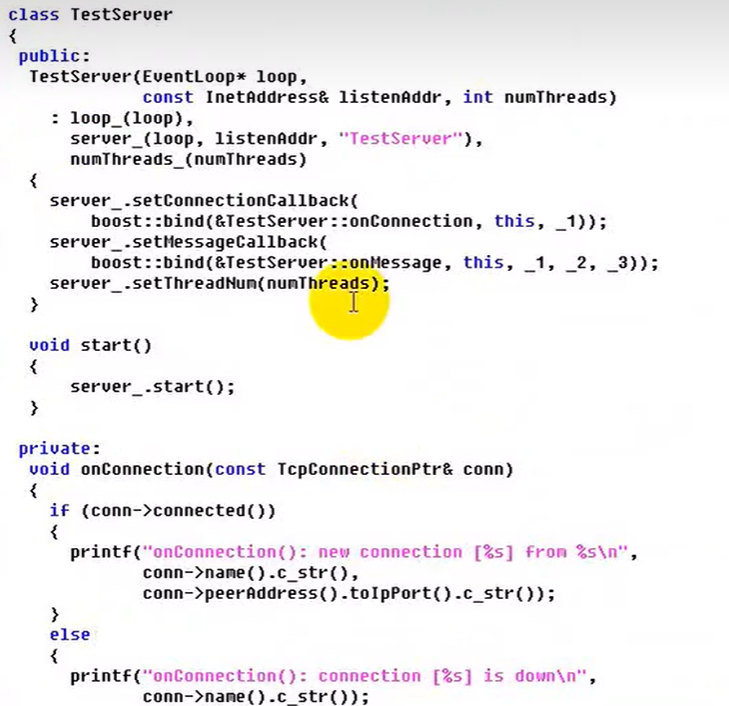 class TestServer
{
public:
TestServer(EventLoop* loop,
const InetAddress& listenAddr, int numThreads)
: loop_(loop),
server_(loop, listenAddr, "TestServer"),
numThreads_(numThreads)
{
server_.setConnectionCallback(
boost::bind(&TestServer::onConnection, this, _1));
server_.setMessageCallback(
boost::bind(&TestServer::onMessage, this, _1, _2, _3));
server_.setThreadNum(numThreads);
}
void start()
{
server_.start();
}
private:
void onConnection(const TcpConnectionPtr& conn)
{
if (conn->connected())
{
printf("onConnection(): new connection [%s] from %s\n",
conn->name().c_str(),
conn->peerAddress().toIpPort().c_str());
}
else
{
printf("onConnection(): connection [%s] is down\n",
conn->name().c_str());